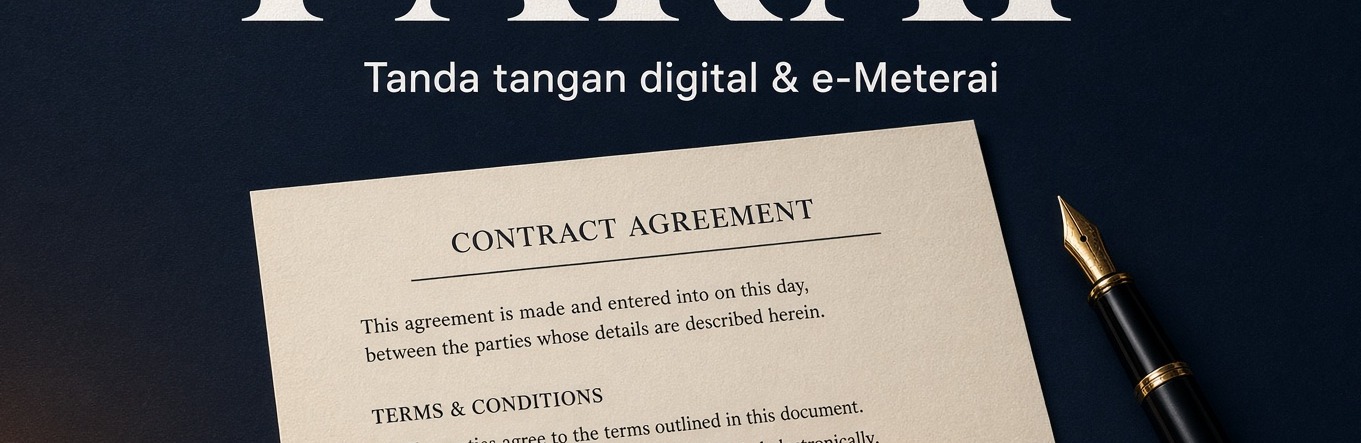 Tanda tangan digital & e-Meterai
CONTRACT AGREEMENT
This agreement is made and entered into on this day,
between the parties whose details are described herein.
TERMS & CONDITIONS
agree to the terms outlined in this document.